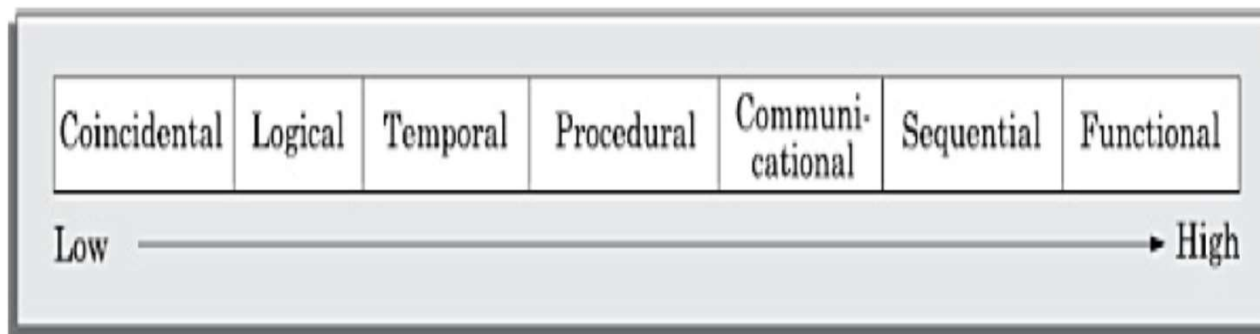 Coincidental Logical Temporal Procedural Communi-
cational Sequential Functional
Low High